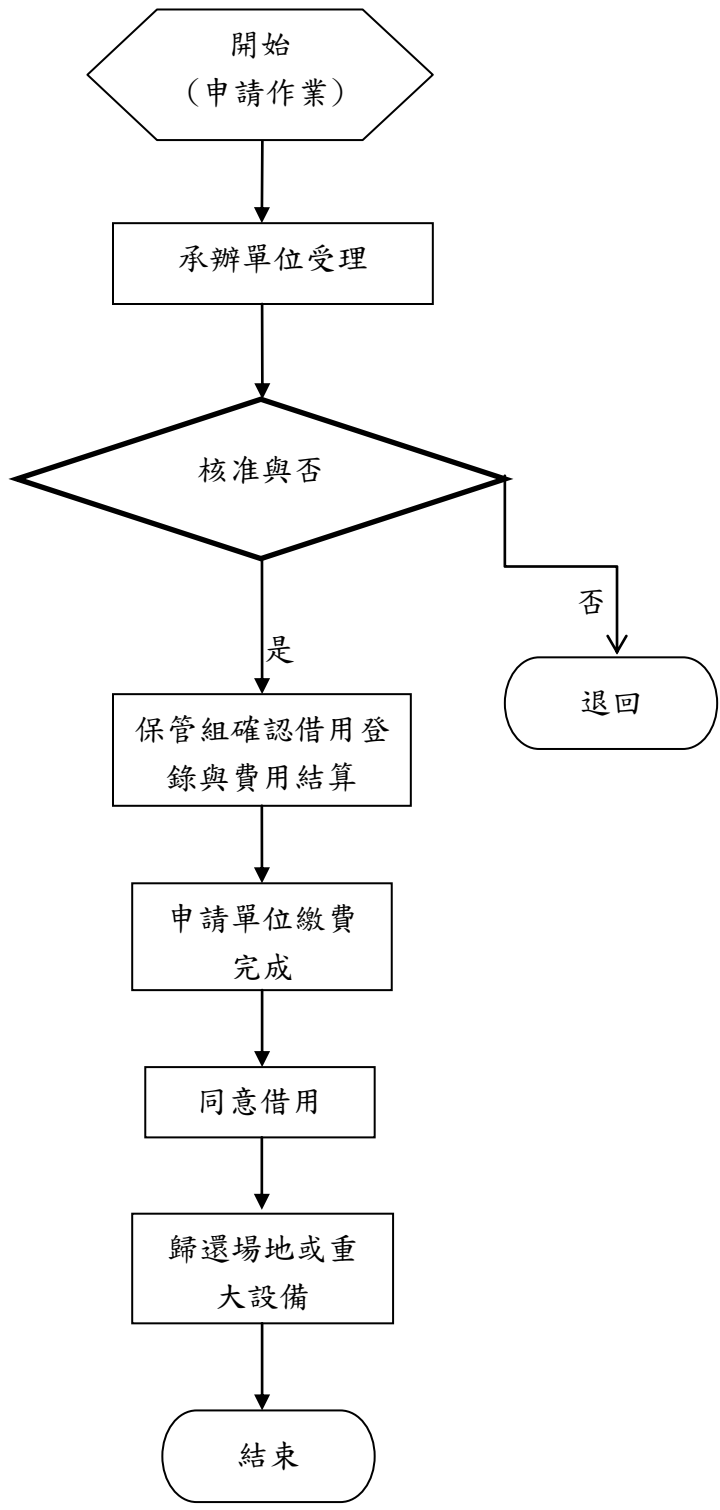 開始
（申請作業）
承辦單位受理
核准與否
否
是
退回
保管組確認借用登
錄與費用結算
申請單位繳費
完成
同意借用
歸還場地或重
大設備
結束